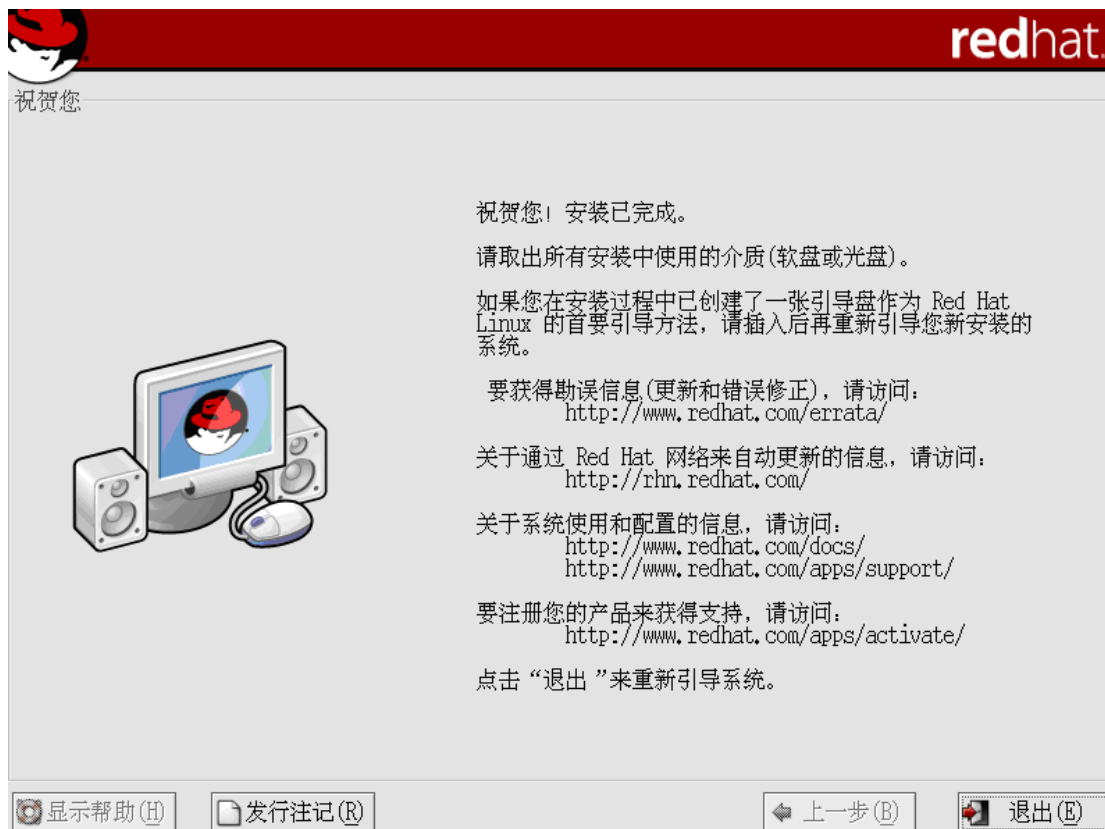 redhat.
祝贺您
祝贺您! 安装已完成。
请取出所有安装中使用的介质(软盘或光盘)。
如果您在安装过程中已创建了一张引导盘作为 Red Hat
Linux 的首要引导方法, 请插入后再重新引导您新安装的
系统。
要获得勘误信息(更新和错误修正), 请访问:
http://www.redhat.com/errata/
关于通过 Red Hat 网络来自动更新的信息, 请访问:
http://rhn.redhat.com/
关于系统使用和配置的信息, 请访问:
http://www.redhat.com/docs/
http://www.redhat.com/apps/support/
要注册您的产品来获得支持, 请访问:
http://www.redhat.com/apps/activate/
点击 “退出 ” 来重新引导系统。
显示帮助(H)
发行注记(R)
上一步(B)
退出(E)